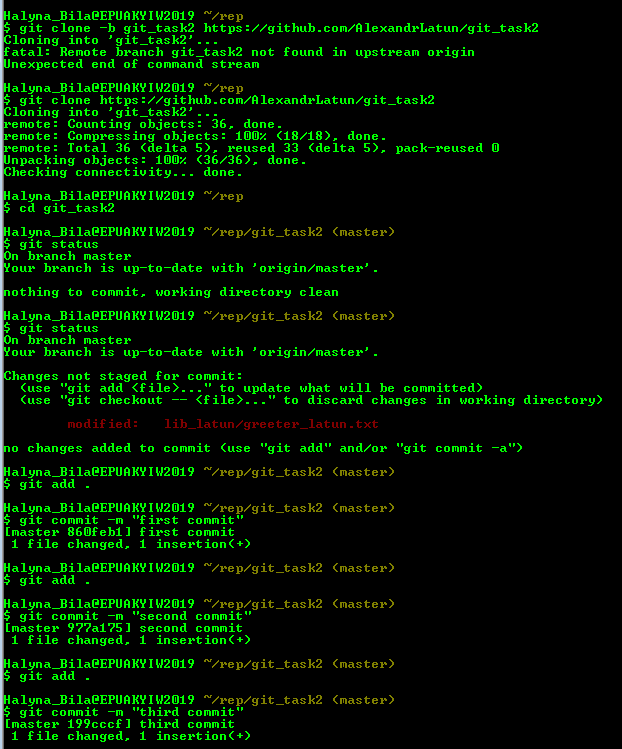 Halyna_Bila@EPUAKYIW2019 ~/rep
$ git clone -b git_task2 https://github.com/AlexandrLatun/git_task2
Cloning into 'git_task2'...
fatal: Remote branch git_task2 not found in upstream origin
Unexpected end of command stream
Halyna_Bila@EPUAKYIW2019 ~/rep
$ git clone https://github.com/AlexandrLatun/git_task2
Cloning into 'git_task2'...
remote: Counting objects: 36, done.
remote: Compressing objects: 100% (18/18), done.
remote: Total 36 (delta 5), reused 33 (delta 5), pack-reused 0
Unpacking objects: 100% (36/36), done.
Checking connectivity... done.
Halyna_Bila@EPUAKYIW2019 ~/rep
$ cd git_task2
Halyna_Bila@EPUAKYIW2019 ~/rep/git_task2 (master)
$ git status
On branch master
Your branch is up-to-date with 'origin/master'.
nothing to commit, working directory clean
Halyna_Bila@EPUAKYIW2019 ~/rep/git_task2 (master)
$ git status
On branch master
Your branch is up-to-date with 'origin/master'.
Changes not staged for commit:
  (use "git add <file>..." to update what will be committed)
  (use "git checkout -- <file>..." to discard changes in working directory)
        modified:   lib_latun/greeter_latun.txt
no changes added to commit (use "git add" and/or "git commit -a")
Halyna_Bila@EPUAKYIW2019 ~/rep/git_task2 (master)
$ git add .
Halyna_Bila@EPUAKYIW2019 ~/rep/git_task2 (master)
$ git commit -m "first commit"
[master 860feb1] first commit
 1 file changed, 1 insertion(+)
Halyna_Bila@EPUAKYIW2019 ~/rep/git_task2 (master)
$ git add .
Halyna_Bila@EPUAKYIW2019 ~/rep/git_task2 (master)
$ git commit -m "second commit"
[master 977a175] second commit
 1 file changed, 1 insertion(+)
Halyna_Bila@EPUAKYIW2019 ~/rep/git_task2 (master)
$ git add .
Halyna_Bila@EPUAKYIW2019 ~/rep/git_task2 (master)
$ git commit -m "third commit"
[master 199cccf] third commit
 1 file changed, 1 insertion(+)